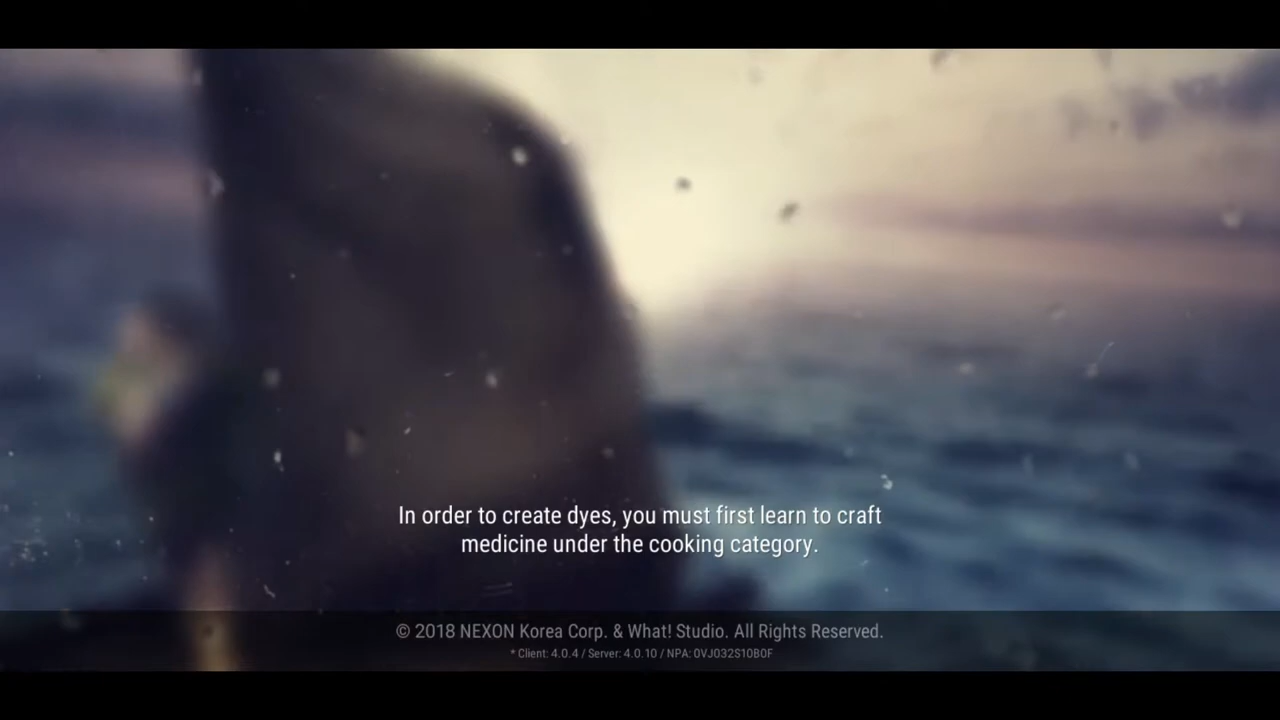 In order to create dyes, you must first learn to craft
medicine under the cooking category.
© 2018 NEXON Korea Corp. & What! Studio. All Rights Reserved.
* Client: 4.0.4 / Server: 4.0.10 / NPA: 0VJ032S10B0F